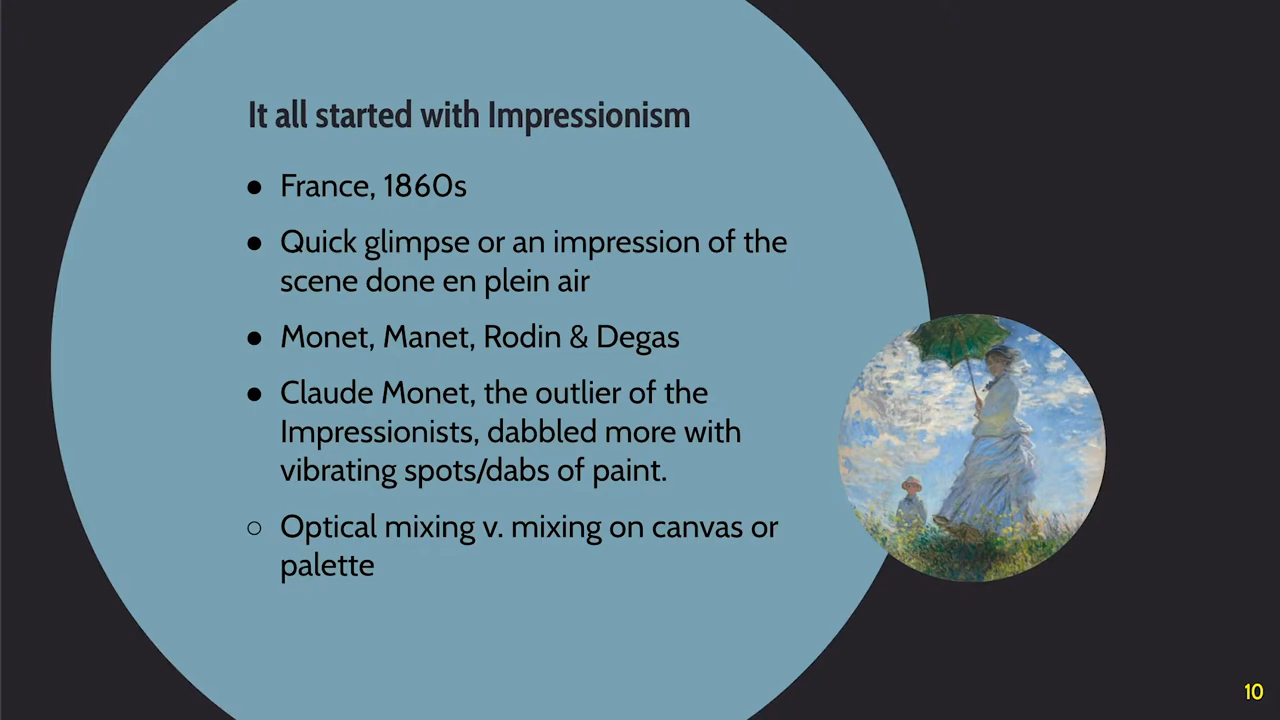 It all started with Impressionism
● France, 1860s
● Quick glimpse or an impression of the
scene done en plein air
● Monet, Manet, Rodin & Degas
● Claude Monet, the outlier of the
Impressionists, dabbled more with
vibrating spots/dabs of paint.
○ Optical mixing v. mixing on canvas or
palette
10